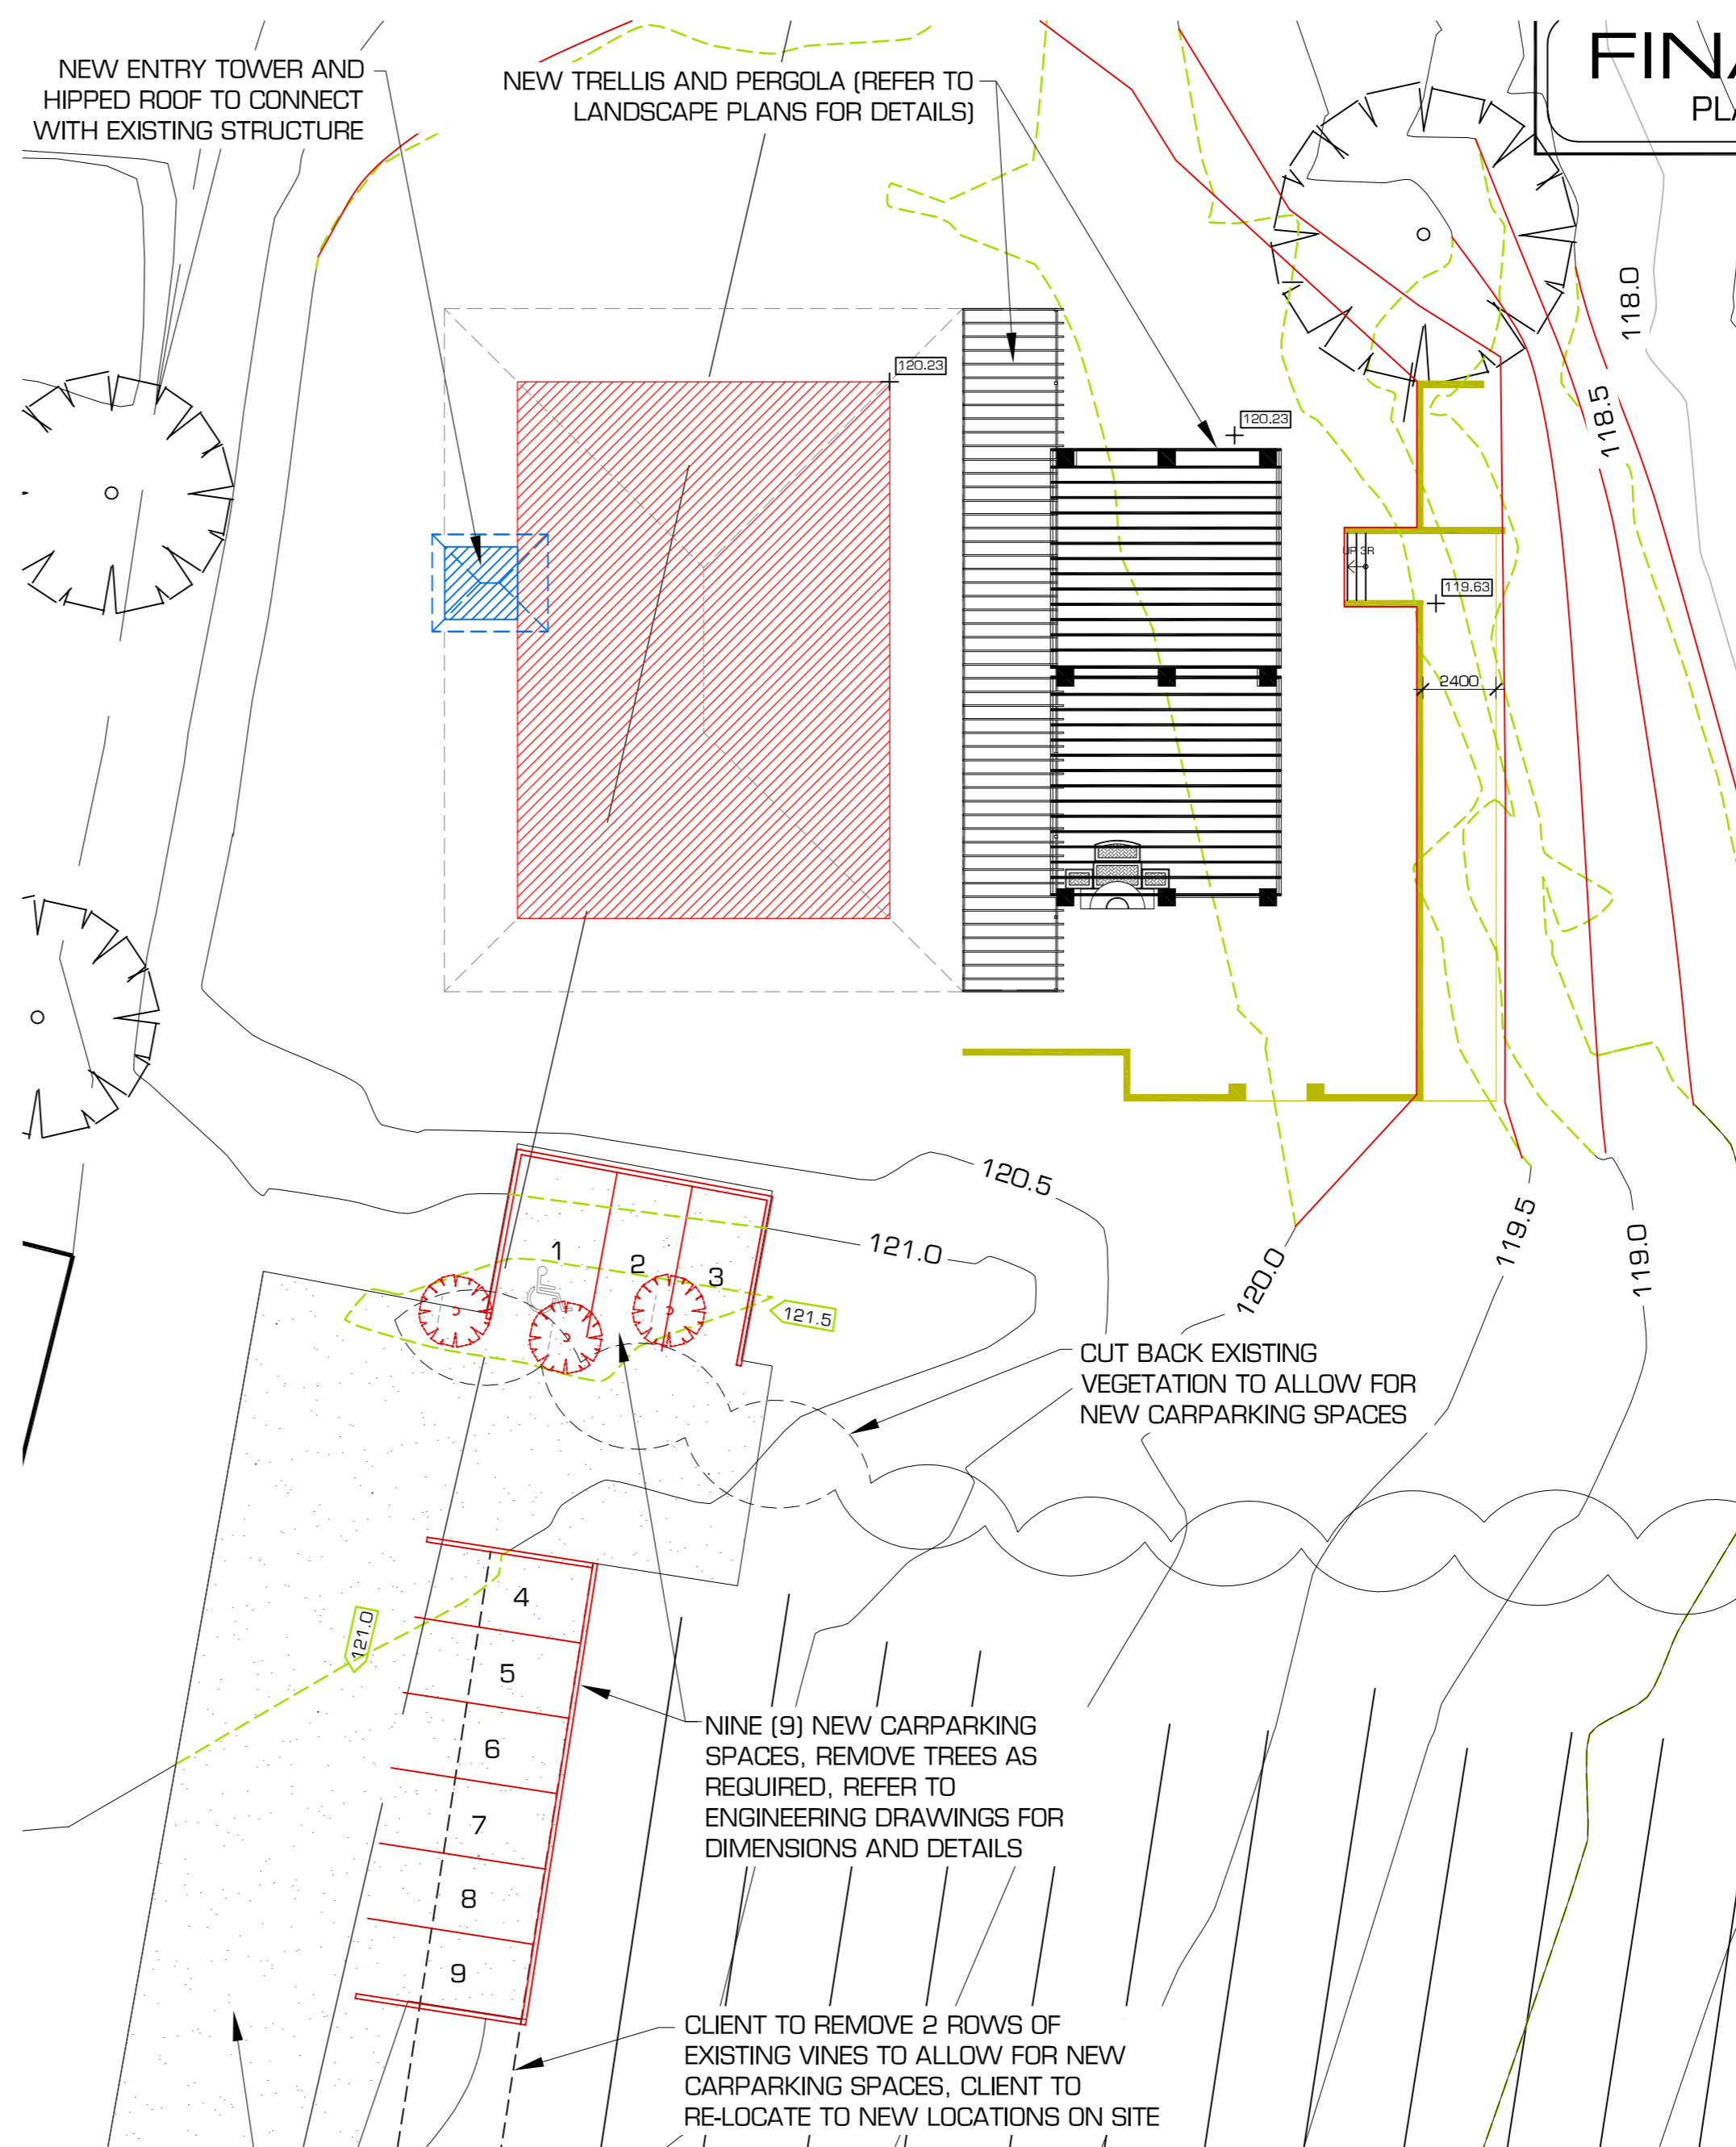 NEW ENTRY TOWER AND
HIPPED ROOF TO CONNECT
WITH EXISTING STRUCTURE
NEW TRELLIS AND PERGOLA (REFER TO
LANDSCAPE PLANS FOR DETAILS)
118.0
118.5
120.23
120.23
UP 3R
119.63
2400
120.5
121.0
120.0
119.5
119.0
1
2
3
121.5
CUT BACK EXISTING
VEGETATION TO ALLOW FOR
NEW CARPARKING SPACES
121.0
4
5
6
7
8
9
NINE (9) NEW CARPARKING
SPACES, REMOVE TREES AS
REQUIRED, REFER TO
ENGINEERING DRAWINGS FOR
DIMENSIONS AND DETAILS
CLIENT TO REMOVE 2 ROWS OF
EXISTING VINES TO ALLOW FOR NEW
CARPARKING SPACES, CLIENT TO
RE-LOCATE TO NEW LOCATIONS ON SITE